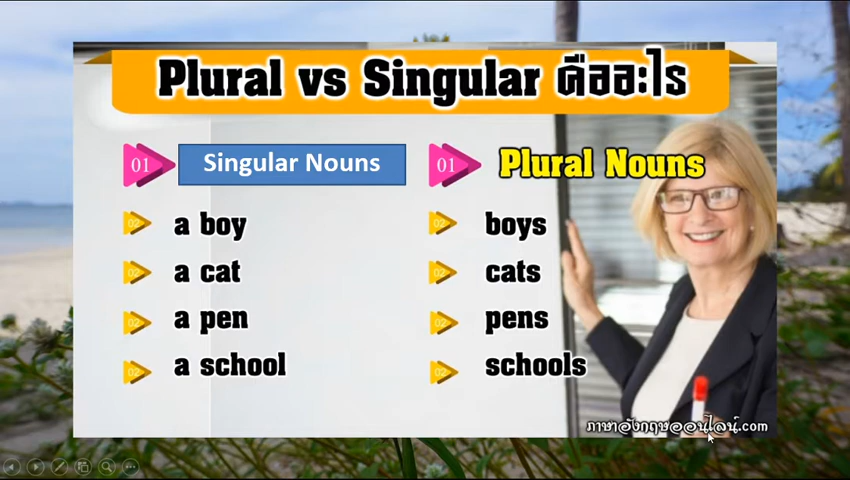 Plural vs Singular คืออะไร
01 Singular Nouns
01 Plural Nouns
02 a boy
02 boys
02 a cat
02 cats
02 a pen
02 pens
02 a school
02 schools
ภาษาอังกฤษออนไลน์.com